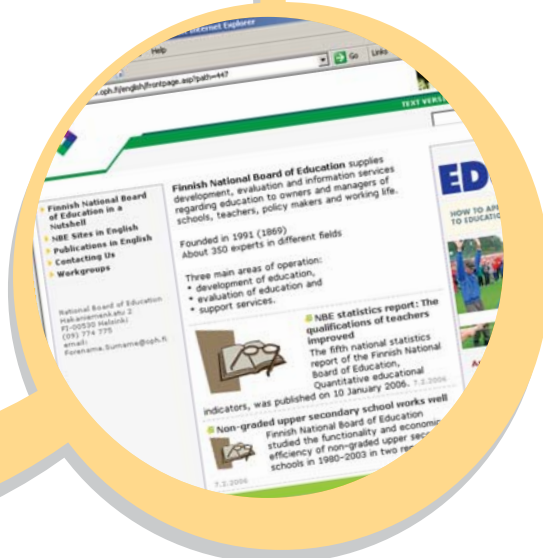 Internet Explorer
Help
Go Links
oph.fi/english/frontpage.asp?path=447
TEXT
Finnish National Board
of Education in a
Nutshell
NBE Sites in English
Publications in English
Contacting Us
Workgroups
National Board of Education
Hakaniemenkatu 2
FI-00530 Helsinki
(09) 774 775
email:
Forename.Surname@oph.fi
Finnish National Board of Education supplies
development, evaluation and information services
regarding education to owners and managers of
schools, teachers, policy makers and working life.
Founded in 1991 (1869)
About 350 experts in different fields
Three main areas of operation:
• development of education,
• evaluation of education and
• support services.
NBE statistics report: The
qualifications of teachers
improved
The fifth national statistics
report of the Finnish National
Board of Education,
Quantitative educational
indicators, was published on 10 January 2006. 7.2.2006
Non-graded upper secondary school works well
Finnish National Board of Education
studied the functionality and economic
efficiency of non-graded upper
schools in 1980-2003 in two
7.2.2006
ED
HOW TO
TO